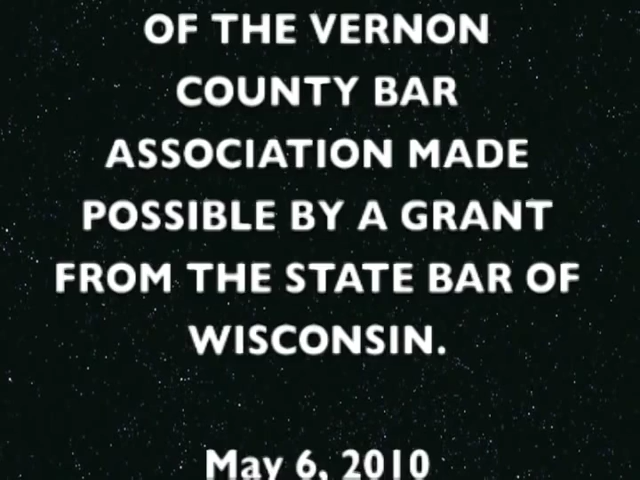 OF THE VERNON
COUNTY BAR
ASSOCIATION MADE
POSSIBLE BY A GRANT
FROM THE STATE BAR OF
WISCONSIN.
May 6, 2010